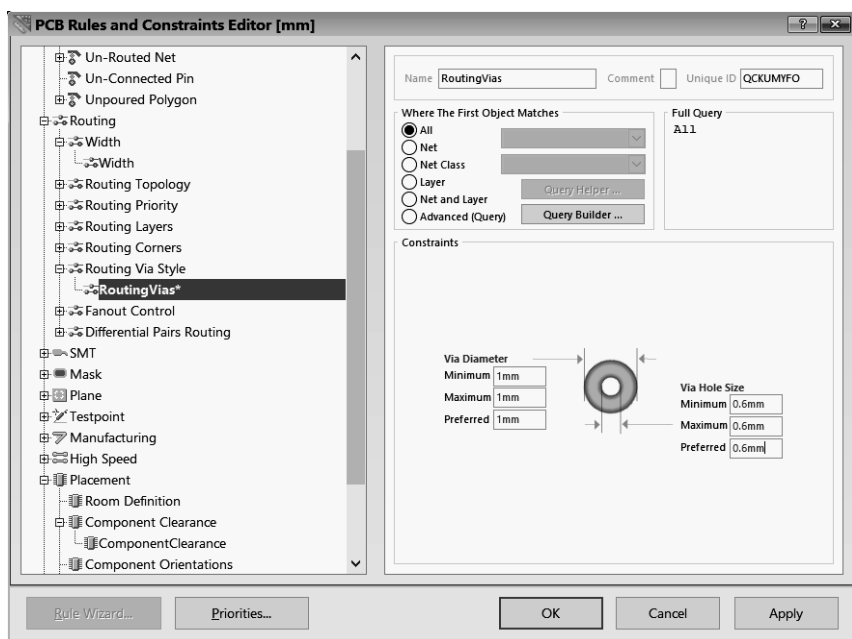 PCB Rules and Constraints Editor [mm]
Un-Routed Net
Un-Connected Pin
Unpoured Polygon
Routing
Width
Width
Routing Topology
Routing Priority
Routing Layers
Routing Corners
Routing Via Style
RoutingVias*
Fanout Control
Differential Pairs Routing
SMT
Mask
Plane
Testpoint
Manufacturing
High Speed
Placement
Room Definition
Component Clearance
ComponentClearance
Component Orientations
Name RoutingVias Comment Unique ID QCKUMYFO
Where The First Object Matches
All
Net
Net Class
Layer
Net and Layer
Advanced (Query)
Query Helper ...
Query Builder ...
Full Query
All
Constraints
Via Diameter
Minimum 1mm
Maximum 1mm
Preferred 1mm
Via Hole Size
Minimum 0.6mm
Maximum 0.6mm
Preferred 0.6mm
Rule Wizard... Priorities... OK Cancel Apply